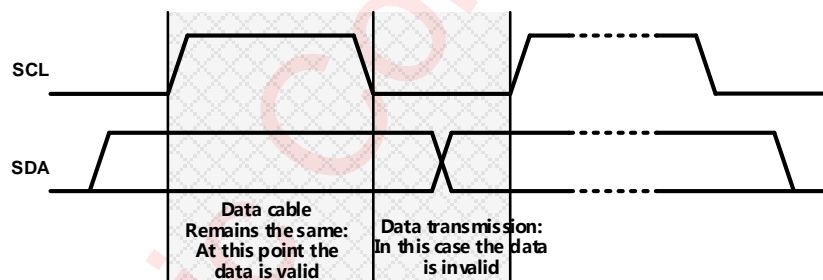 SCL
SDA
Data cable
Remains the same:
At this point the
data is valid
Data transmission:
In this case the data
is invalid